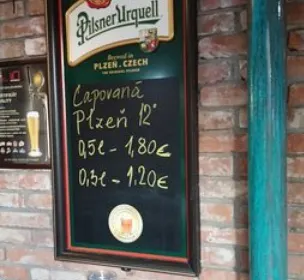 Pilsner Urquell
Brewed in
PLZEŇ, CZECH
Čapovaná
Plzeň 12°
0,5l - 1,80€
0,3l - 1,20€